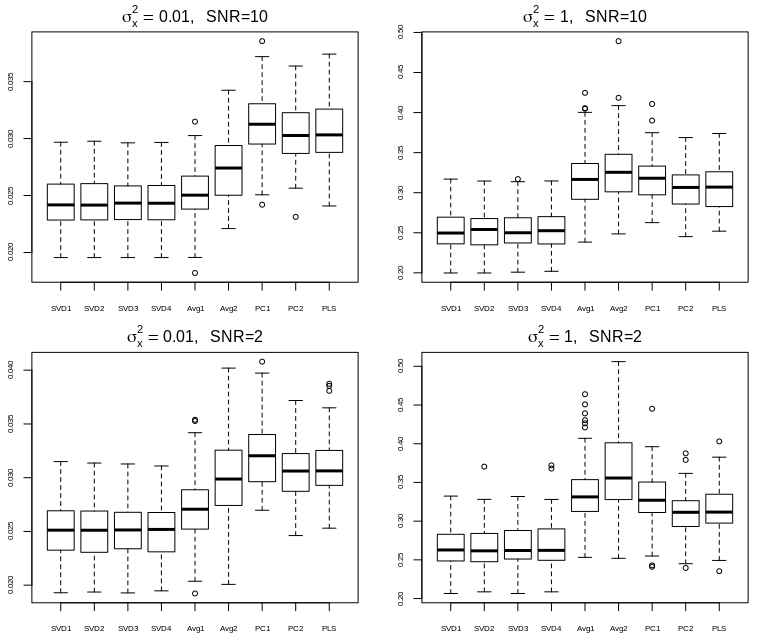 σₓ² = 0.01, SNR=10
0.035
0.030
0.025
0.020
SVD1 SVD2 SVD3 SVD4 Avg1 Avg2 PC1 PC2 PLS
σₓ² = 1, SNR=10
0.50
0.45
0.40
0.35
0.30
0.25
0.20
SVD1 SVD2 SVD3 SVD4 Avg1 Avg2 PC1 PC2 PLS
σₓ² = 0.01, SNR=2
0.040
0.035
0.030
0.025
0.020
SVD1 SVD2 SVD3 SVD4 Avg1 Avg2 PC1 PC2 PLS
σₓ² = 1, SNR=2
0.50
0.45
0.40
0.35
0.30
0.25
0.20
SVD1 SVD2 SVD3 SVD4 Avg1 Avg2 PC1 PC2 PLS